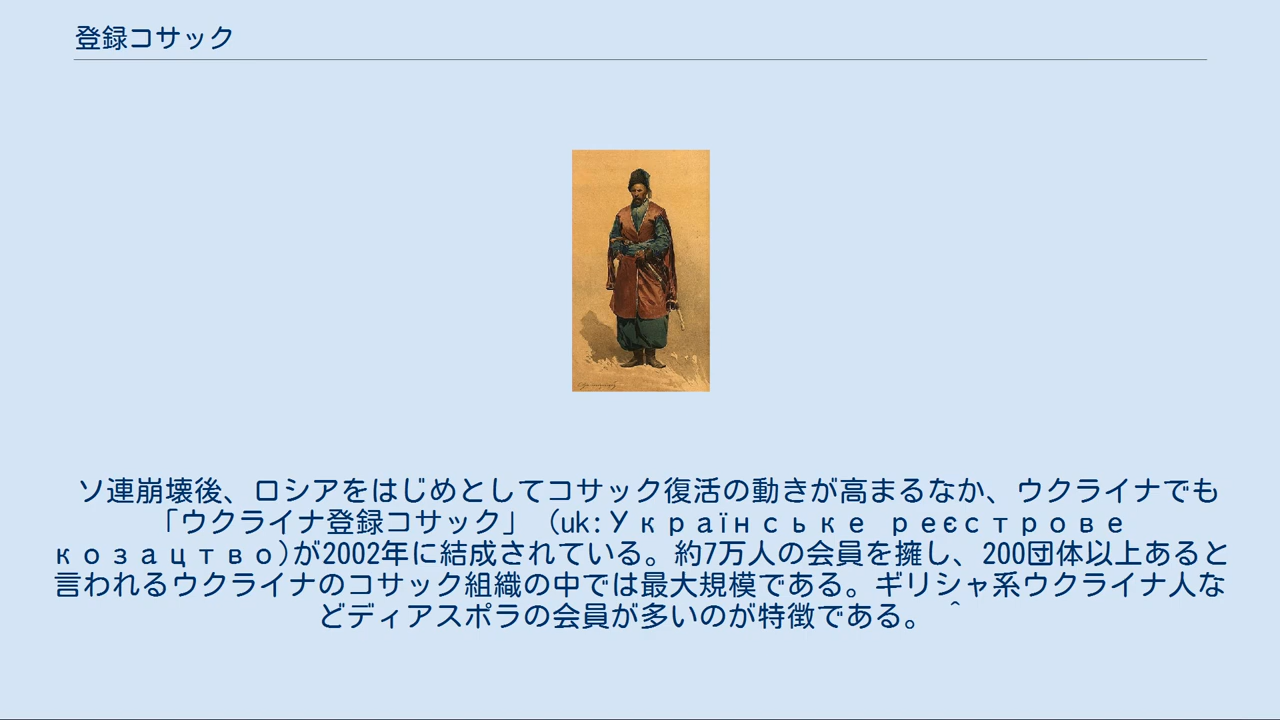 登録コサック
ソ連崩壊後、ロシアをはじめとしてコサック復活の動きが高まるなか、ウクライナでも
「ウクライナ登録コサック」（uk:Українське реєстрове
козацтво)が2002年に結成されている。約7万人の会員を擁し、200団体以上あると
言われるウクライナのコサック組織の中では最大規模である。ギリシャ系ウクライナ人な
どディアスポラの会員が多いのが特徴である。 ^